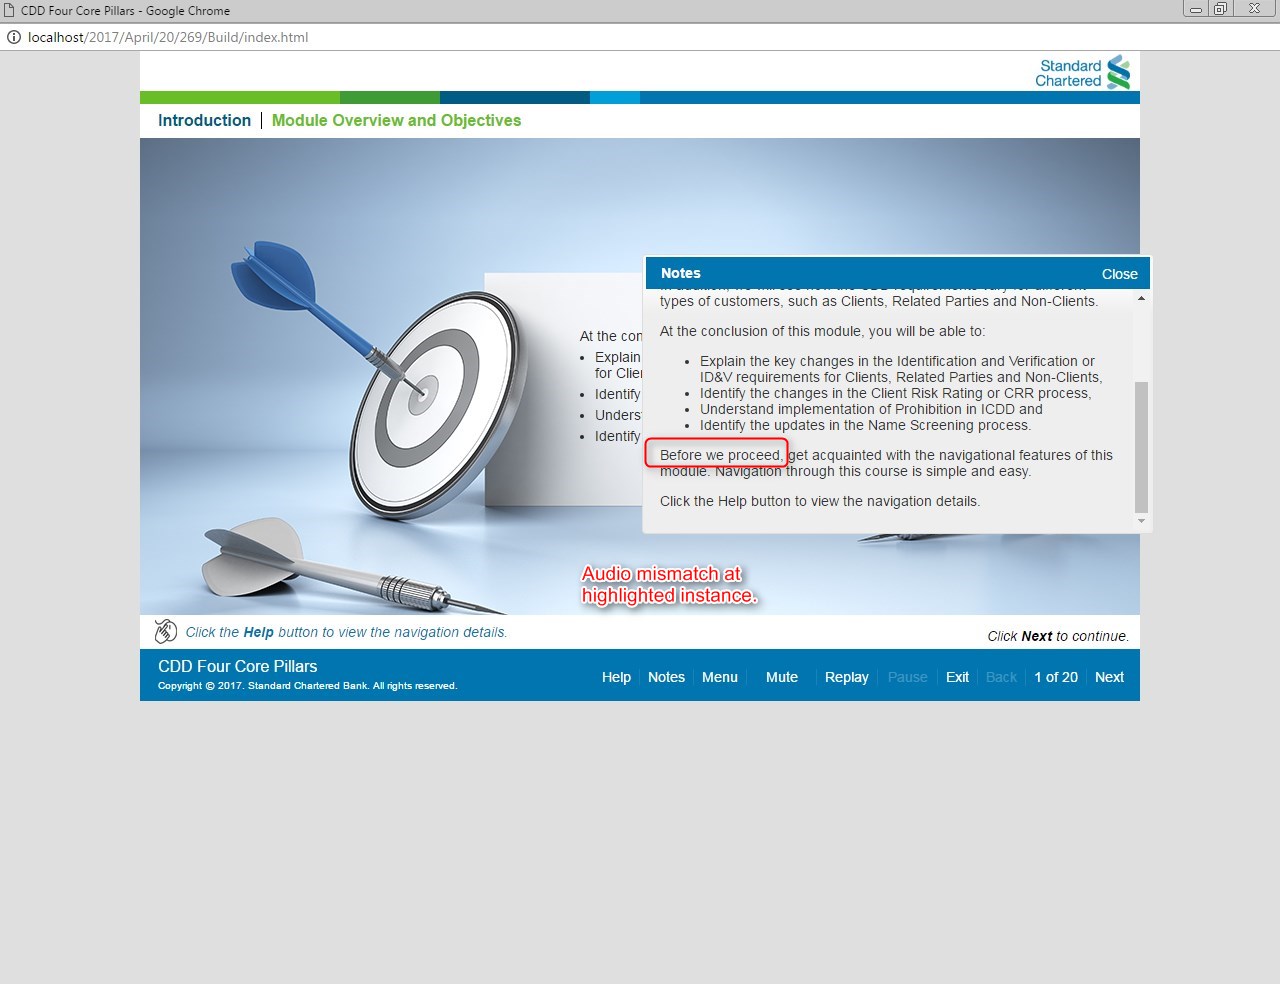 CDD Four Core Pillars - Google Chrome
localhost/2017/April/20/269/Build/index.html
Standard
Chartered
Introduction | Module Overview and Objectives
Notes
Close
types of customers, such as Clients, Related Parties and Non-Clients.
At the conclusion of this module, you will be able to:
• Explain the key changes in the Identification and Verification or
ID&V requirements for Clients, Related Parties and Non-Clients,
• Identify the changes in the Client Risk Rating or CRR process,
• Understand implementation of Prohibition in ICDD and
• Identify the updates in the Name Screening process.
Before we proceed, get acquainted with the navigational features of this
module. Navigation through this course is simple and easy.
Click the Help button to view the navigation details.
At the con
• Explain
for Clie
• Identify
• Unders
• Identify
Audio mismatch at
highlighted instance.
Click the Help button to view the navigation details.
Click Next to continue.
CDD Four Core Pillars
Copyright © 2017. Standard Chartered Bank. All rights reserved.
Help Notes Menu Mute Replay Pause Exit Back 1 of 20 Next